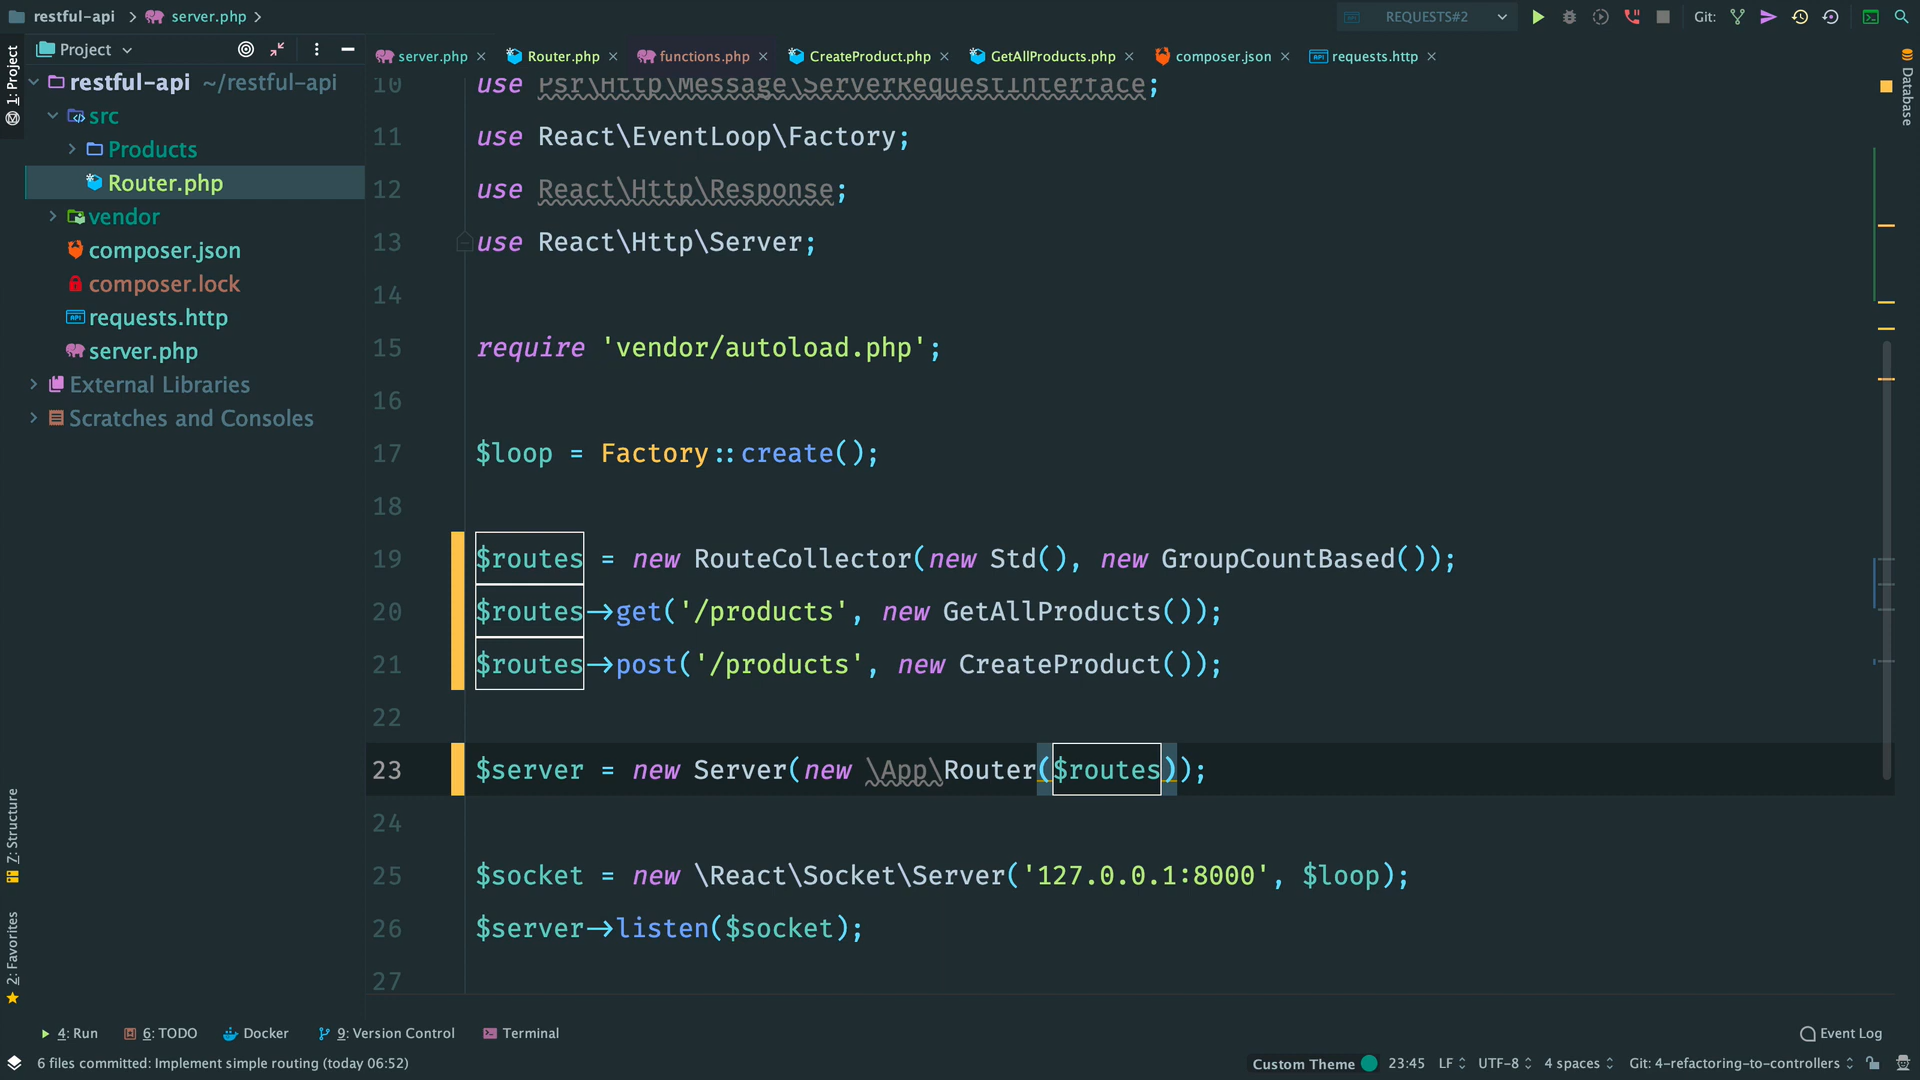 restful-api
server.php
REQUESTS#2
Git:
1: Project
Project
server.php
Router.php
functions.php
CreateProduct.php
GetAllProducts.php
composer.json
requests.http
Database
restful-api ~/restful-api
src
Products
Router.php
vendor
composer.json
composer.lock
requests.http
server.php
External Libraries
Scratches and Consoles
10 use Psr\Http\Message\ServerRequestInterface;
11 use React\EventLoop\Factory;
12 use React\Http\Response;
13 use React\Http\Server;
14
15 require 'vendor/autoload.php';
16
17 $loop = Factory::create();
18
19 $routes = new RouteCollector(new Std(), new GroupCountBased());
20 $routes->get('/products', new GetAllProducts());
21 $routes->post('/products', new CreateProduct());
22
23 $server = new Server(new \App\Router($routes));
24
25 $socket = new \React\Socket\Server('127.0.0.1:8000', $loop);
26 $server->listen($socket);
27
7: Structure
2: Favorites
4: Run
6: TODO
Docker
9: Version Control
Terminal
Event Log
6 files committed: Implement simple routing (today 06:52)
Custom Theme
23:45
LF
UTF-8
4 spaces
Git: 4-refactoring-to-controllers